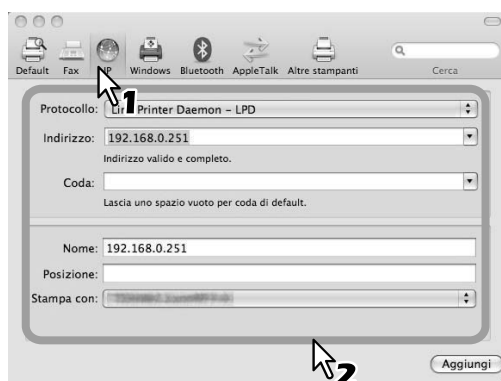 Default Fax IP Windows Bluetooth AppleTalk Altre stampanti Cerca
1
Protocollo: Line Printer Daemon – LPD
Indirizzo: 192.168.0.251
Indirizzo valido e completo.
Coda:
Lascia uno spazio vuoto per coda di default.
Nome: 192.168.0.251
Posizione:
Stampa con:
2
Aggiungi